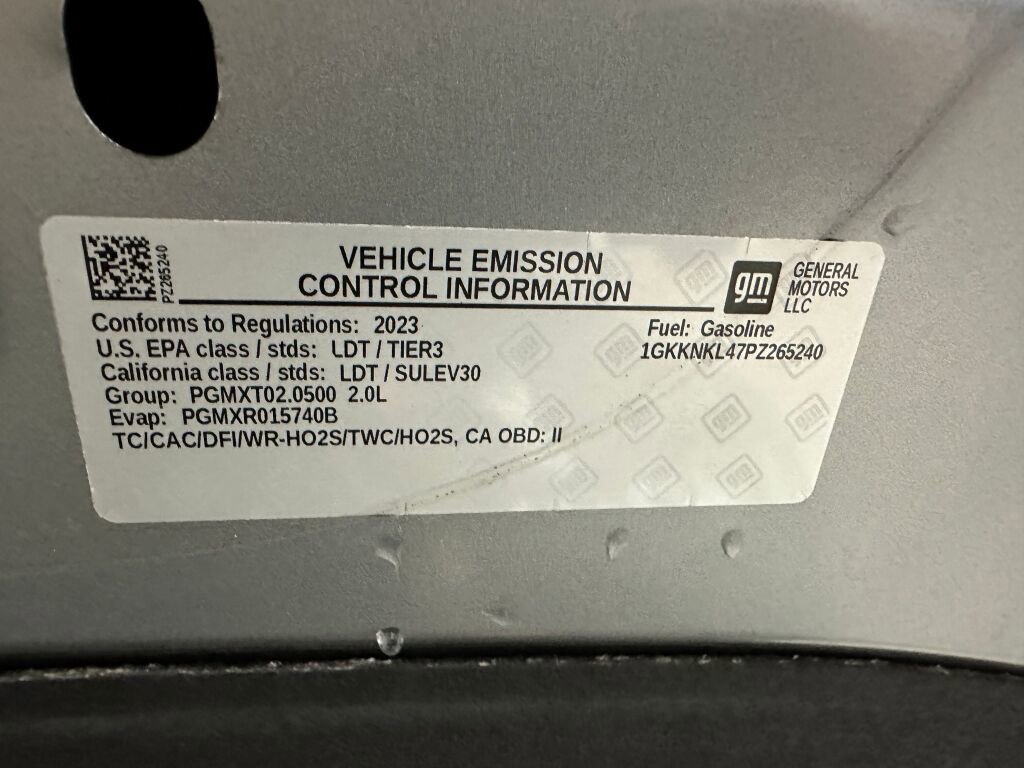 PZ265240
VEHICLE EMISSION
CONTROL INFORMATION
gm
GENERAL
MOTORS
LLC
Conforms to Regulations: 2023
Fuel: Gasoline
U.S. EPA class / stds: LDT / TIER3
1GKKNKL47PZ265240
California class / stds: LDT / SULEV30
Group: PGMXT02.0500 2.0L
Evap: PGMXR015740B
TC/CAC/DFI/WR-HO2S/TWC/HO2S, CA OBD: II